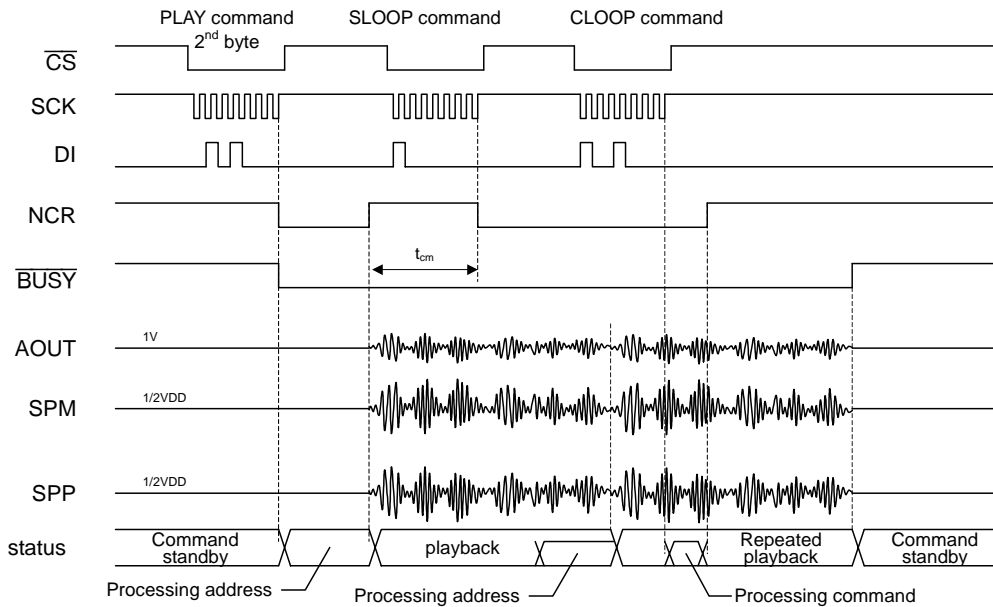 PLAY command
2nd byte
SLOOP command
CLOOP command
CS
SCK
DI
NCR
tcm
BUSY
1V
AOUT
1/2VDD
SPM
1/2VDD
SPP
status
Command
standby
playback
Repeated
playback
Command
standby
Processing address
Processing address
Processing command